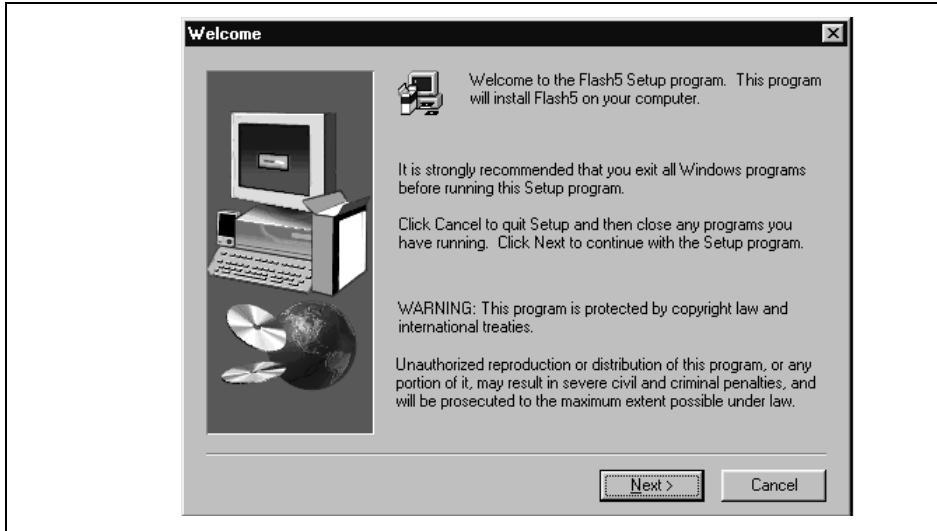 Welcome
Welcome to the Flash5 Setup program. This program
will install Flash5 on your computer.
It is strongly recommended that you exit all Windows programs
before running this Setup program.
Click Cancel to quit Setup and then close any programs you
have running. Click Next to continue with the Setup program.
WARNING: This program is protected by copyright law and
international treaties.
Unauthorized reproduction or distribution of this program, or any
portion of it, may result in severe civil and criminal penalties, and
will be prosecuted to the maximum extent possible under law.
Next >
Cancel